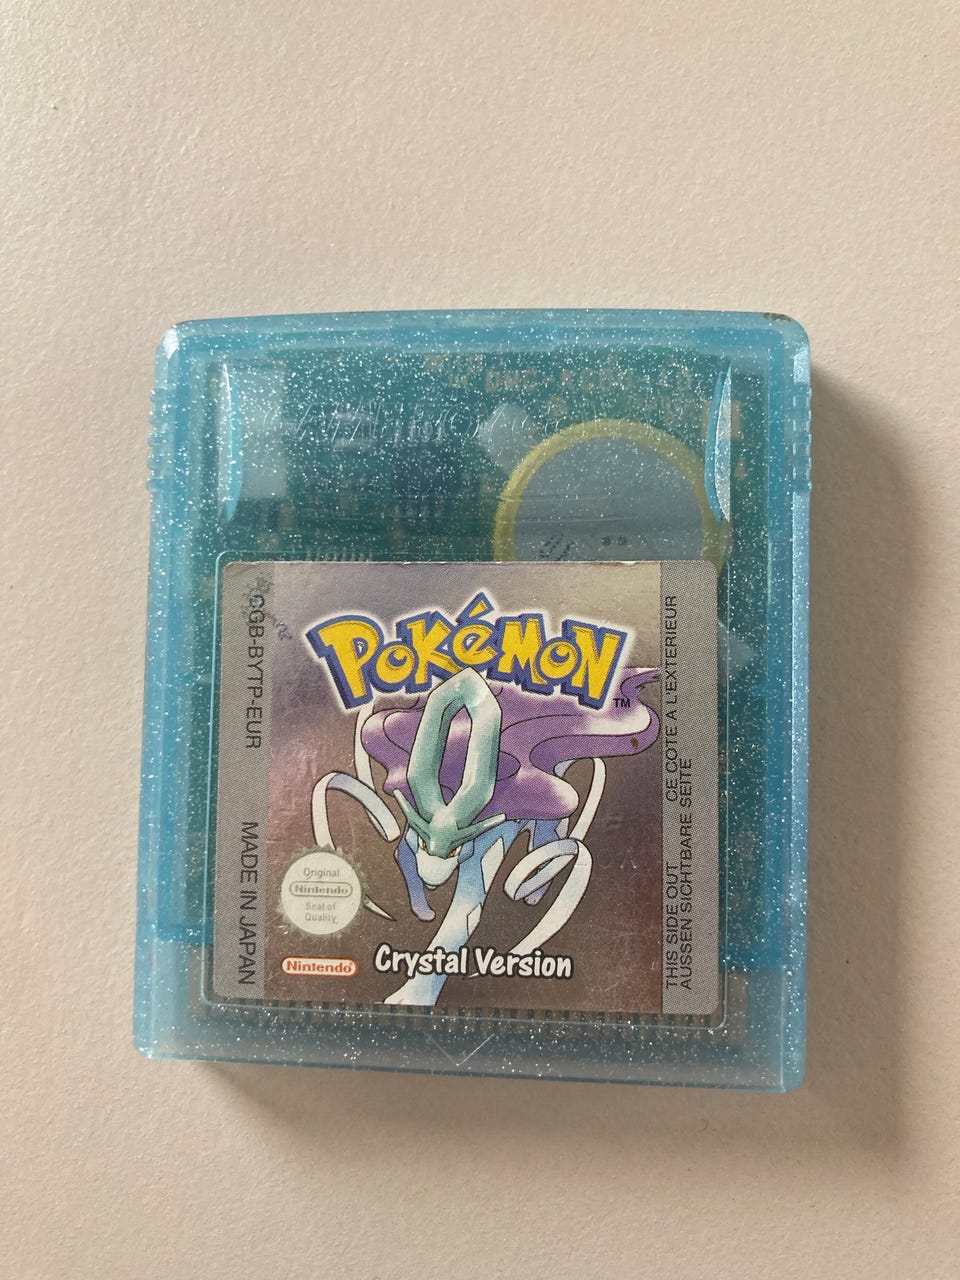 CGB-BYTP-EUR MADE IN JAPAN
POKéMON
TM
Original
Nintendo
Seal of
Quality
Nintendo
Crystal Version
THIS SIDE OUT CE COTE A L'EXTERIEUR
AUSSEN SICHTBARE SEITE